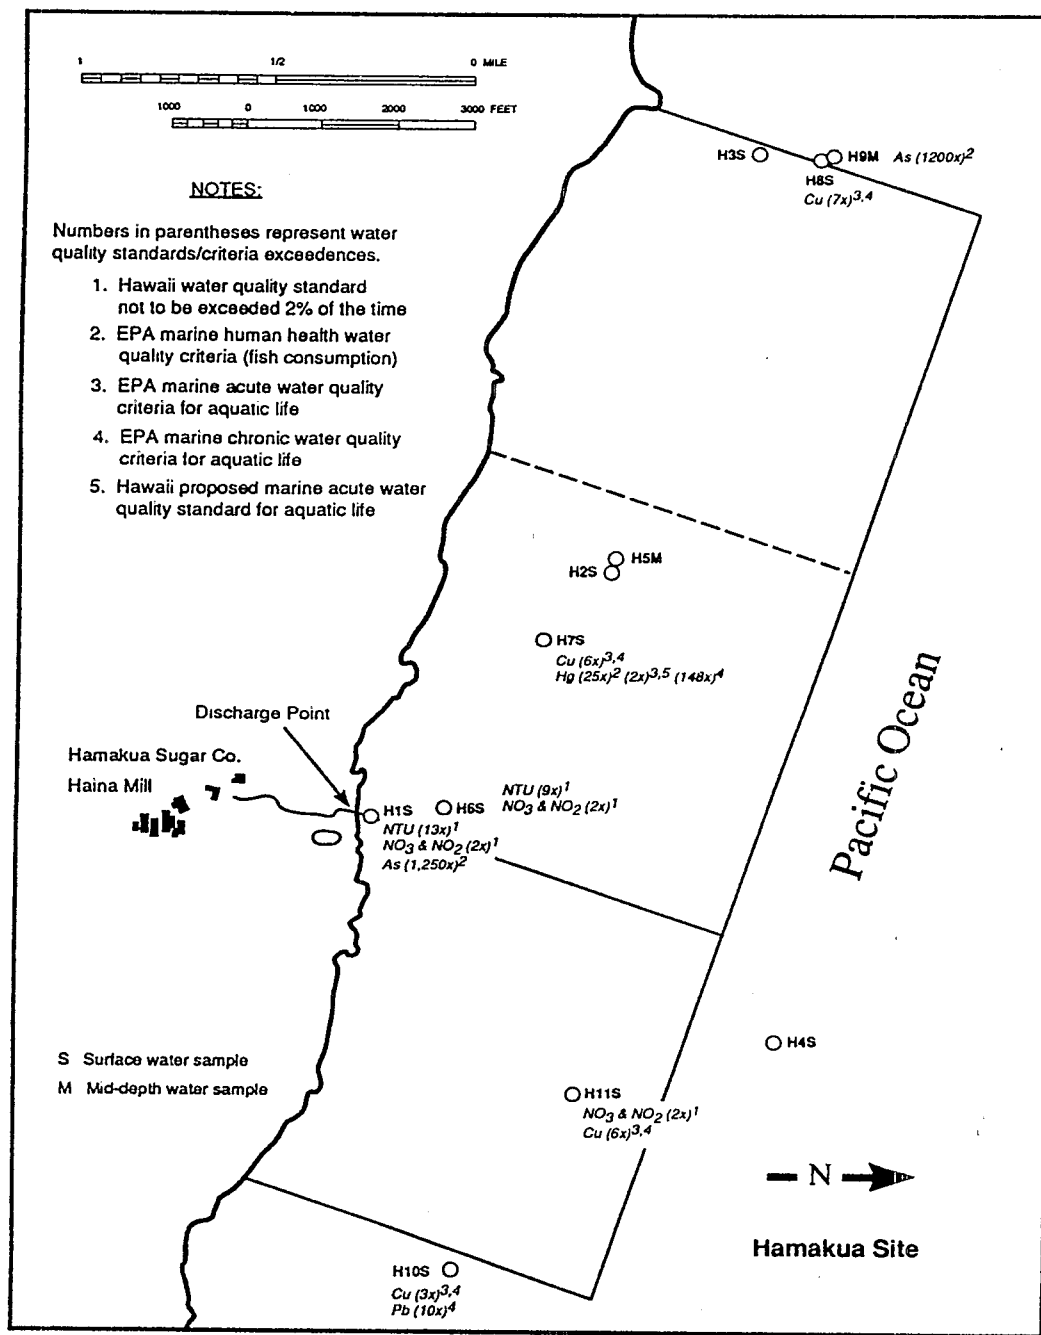 1 1/2 0 MILE
1000 0 1000 2000 3000 FEET
NOTES:
Numbers in parentheses represent water
quality standards/criteria exceedences.
1. Hawaii water quality standard
not to be exceeded 2% of the time
2. EPA marine human health water
quality criteria (fish consumption)
3. EPA marine acute water quality
criteria for aquatic life
4. EPA marine chronic water quality
criteria for aquatic life
5. Hawaii proposed marine acute water
quality standard for aquatic life
H3S
H9M As (1200x)2
H8S
Cu (7x)3,4
H5M
H2S
H7S
Cu (6x)3,4
Hg (25x)2 (2x)3,5 (148x)4
Discharge Point
Hamakua Sugar Co.
Haina Mill
H1S
NTU (13x)1
NO3 & NO2 (2x)1
As (1,250x)2
H6S
NTU (9x)1
NO3 & NO2 (2x)1
Pacific Ocean
H4S
S Surface water sample
M Mid-depth water sample
H11S
NO3 & NO2 (2x)1
Cu (6x)3,4
N
Hamakua Site
H10S
Cu (3x)3,4
Pb (10x)4